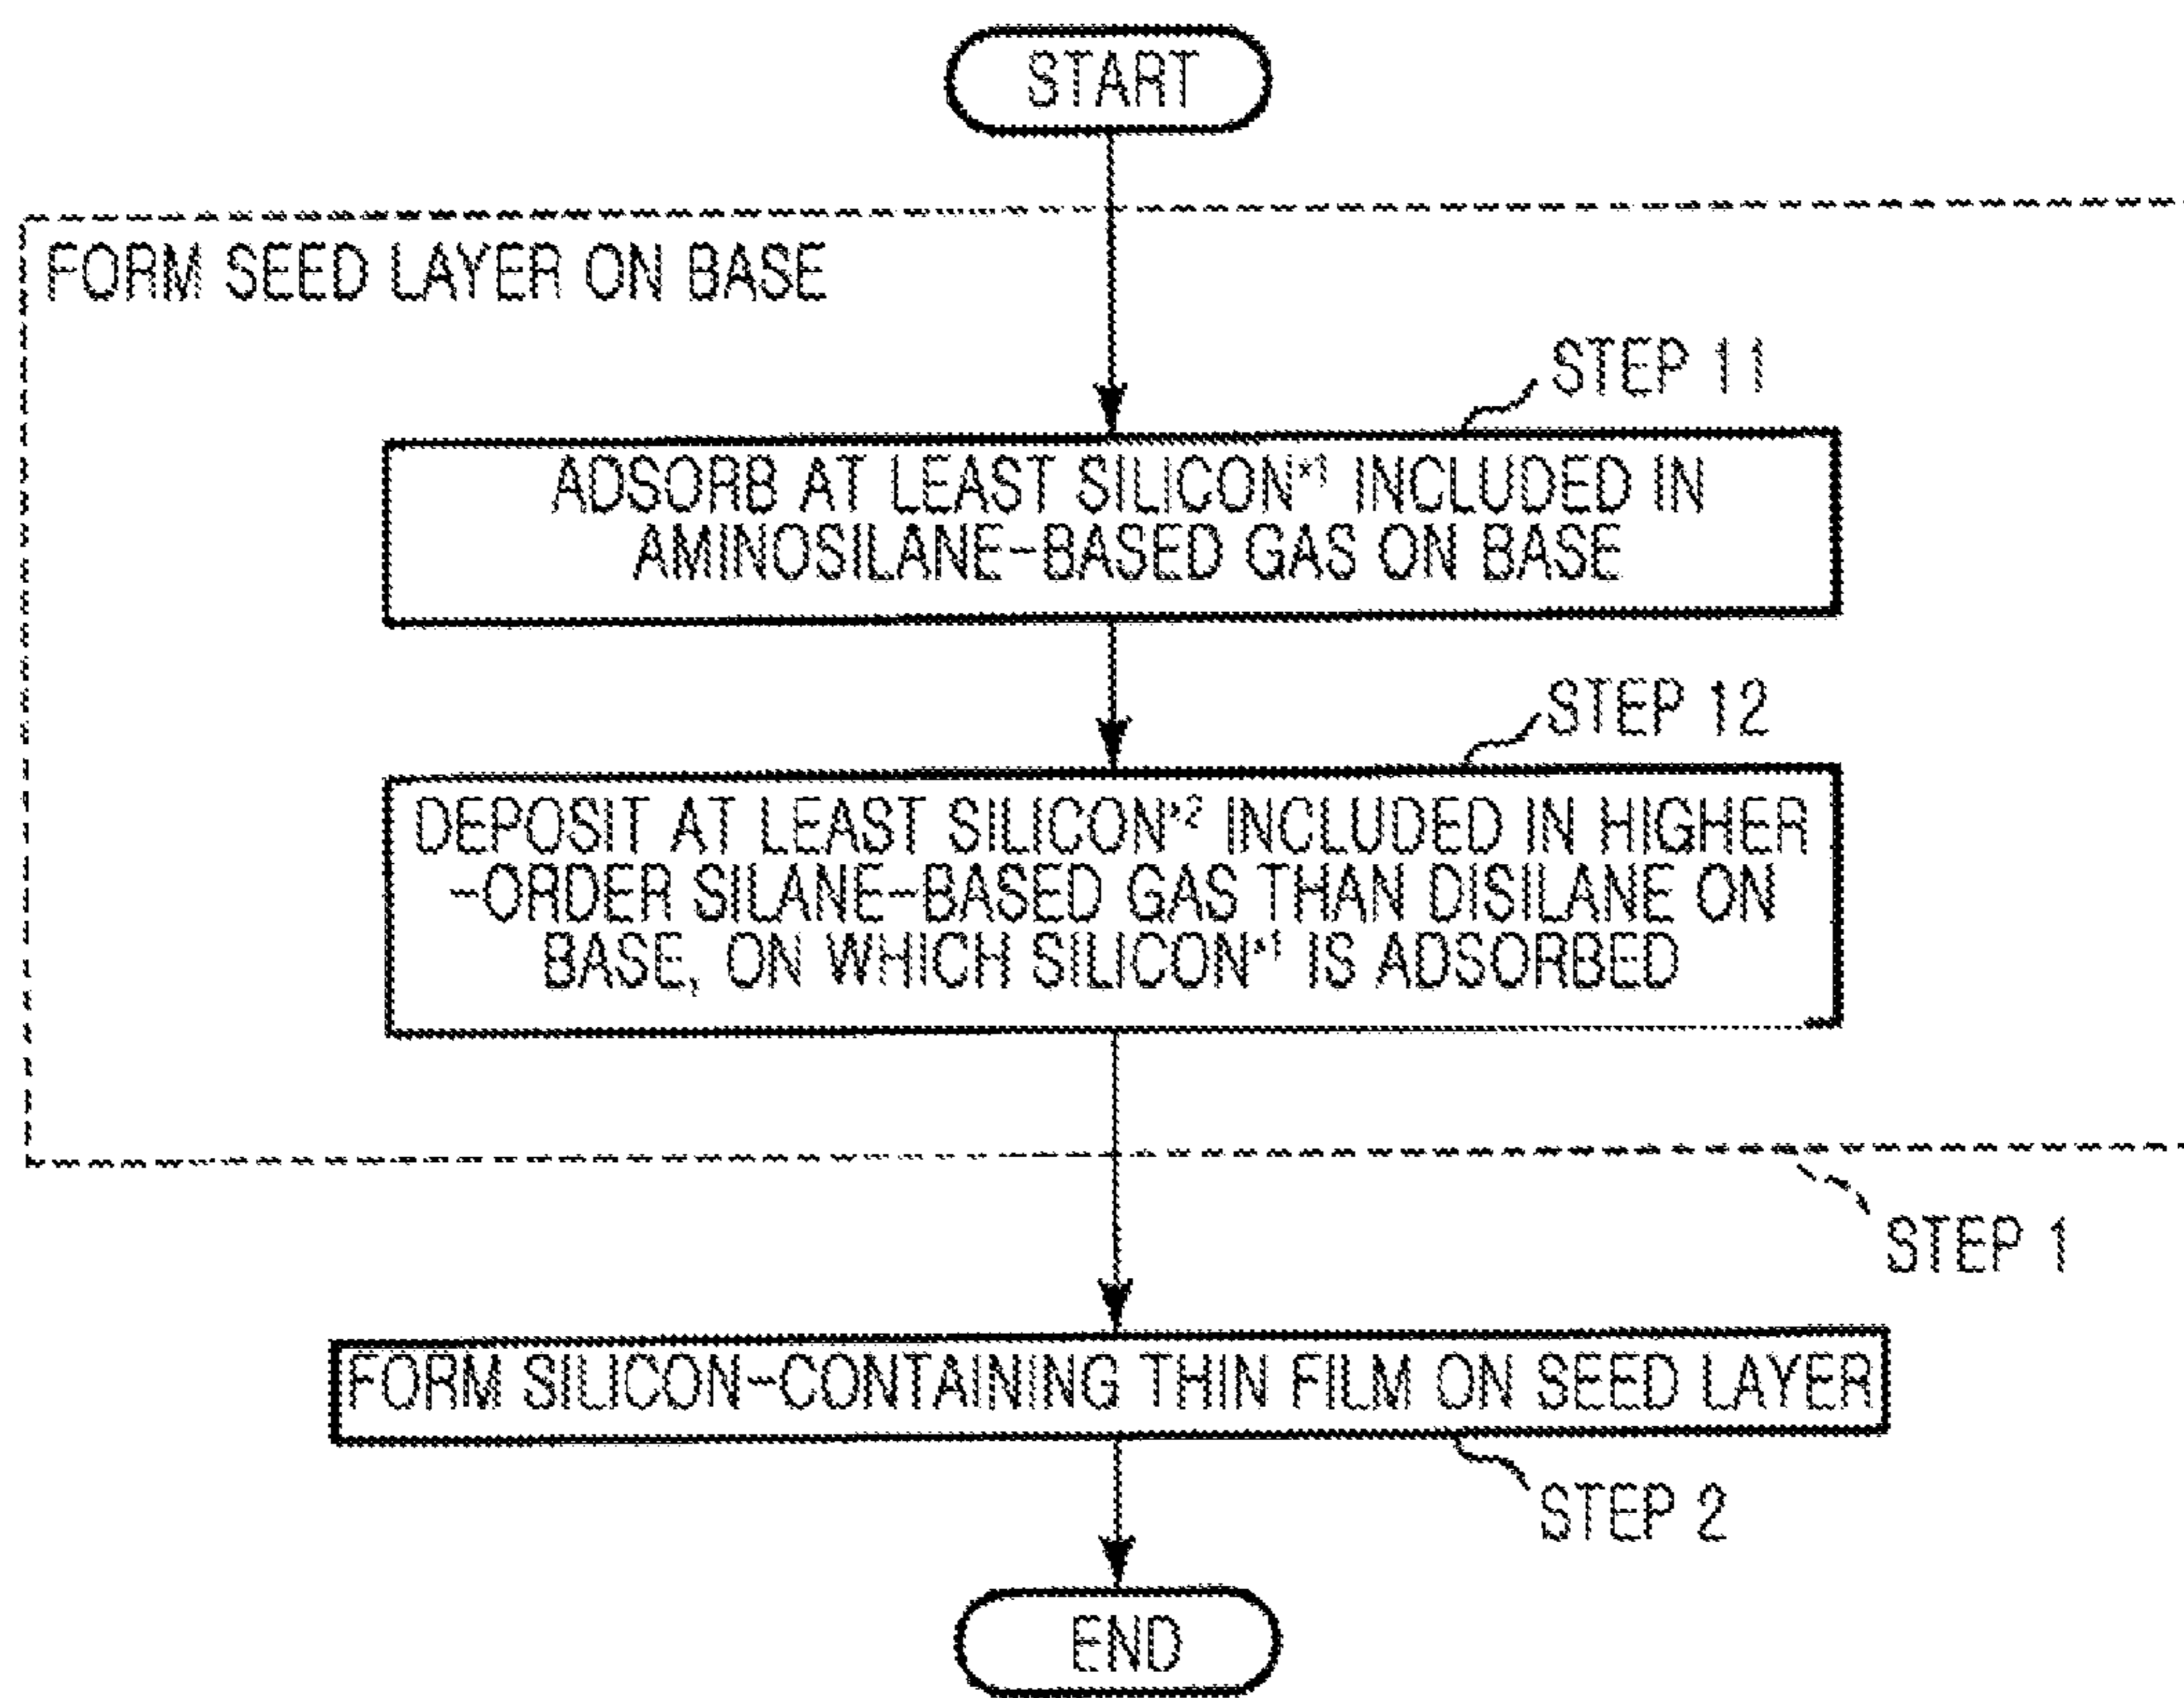 START
FORM SEED LAYER ON BASE
STEP 11
ADSORB AT LEAST SILICON*1 INCLUDED IN
AMINOSILANE-BASED GAS ON BASE
STEP 12
DEPOSIT AT LEAST SILICON*2 INCLUDED IN HIGHER
-ORDER SILANE-BASED GAS THAN DISILANE ON
BASE, ON WHICH SILICON*1 IS ADSORBED
STEP 1
FORM SILICON-CONTAINING THIN FILM ON SEED LAYER
STEP 2
END